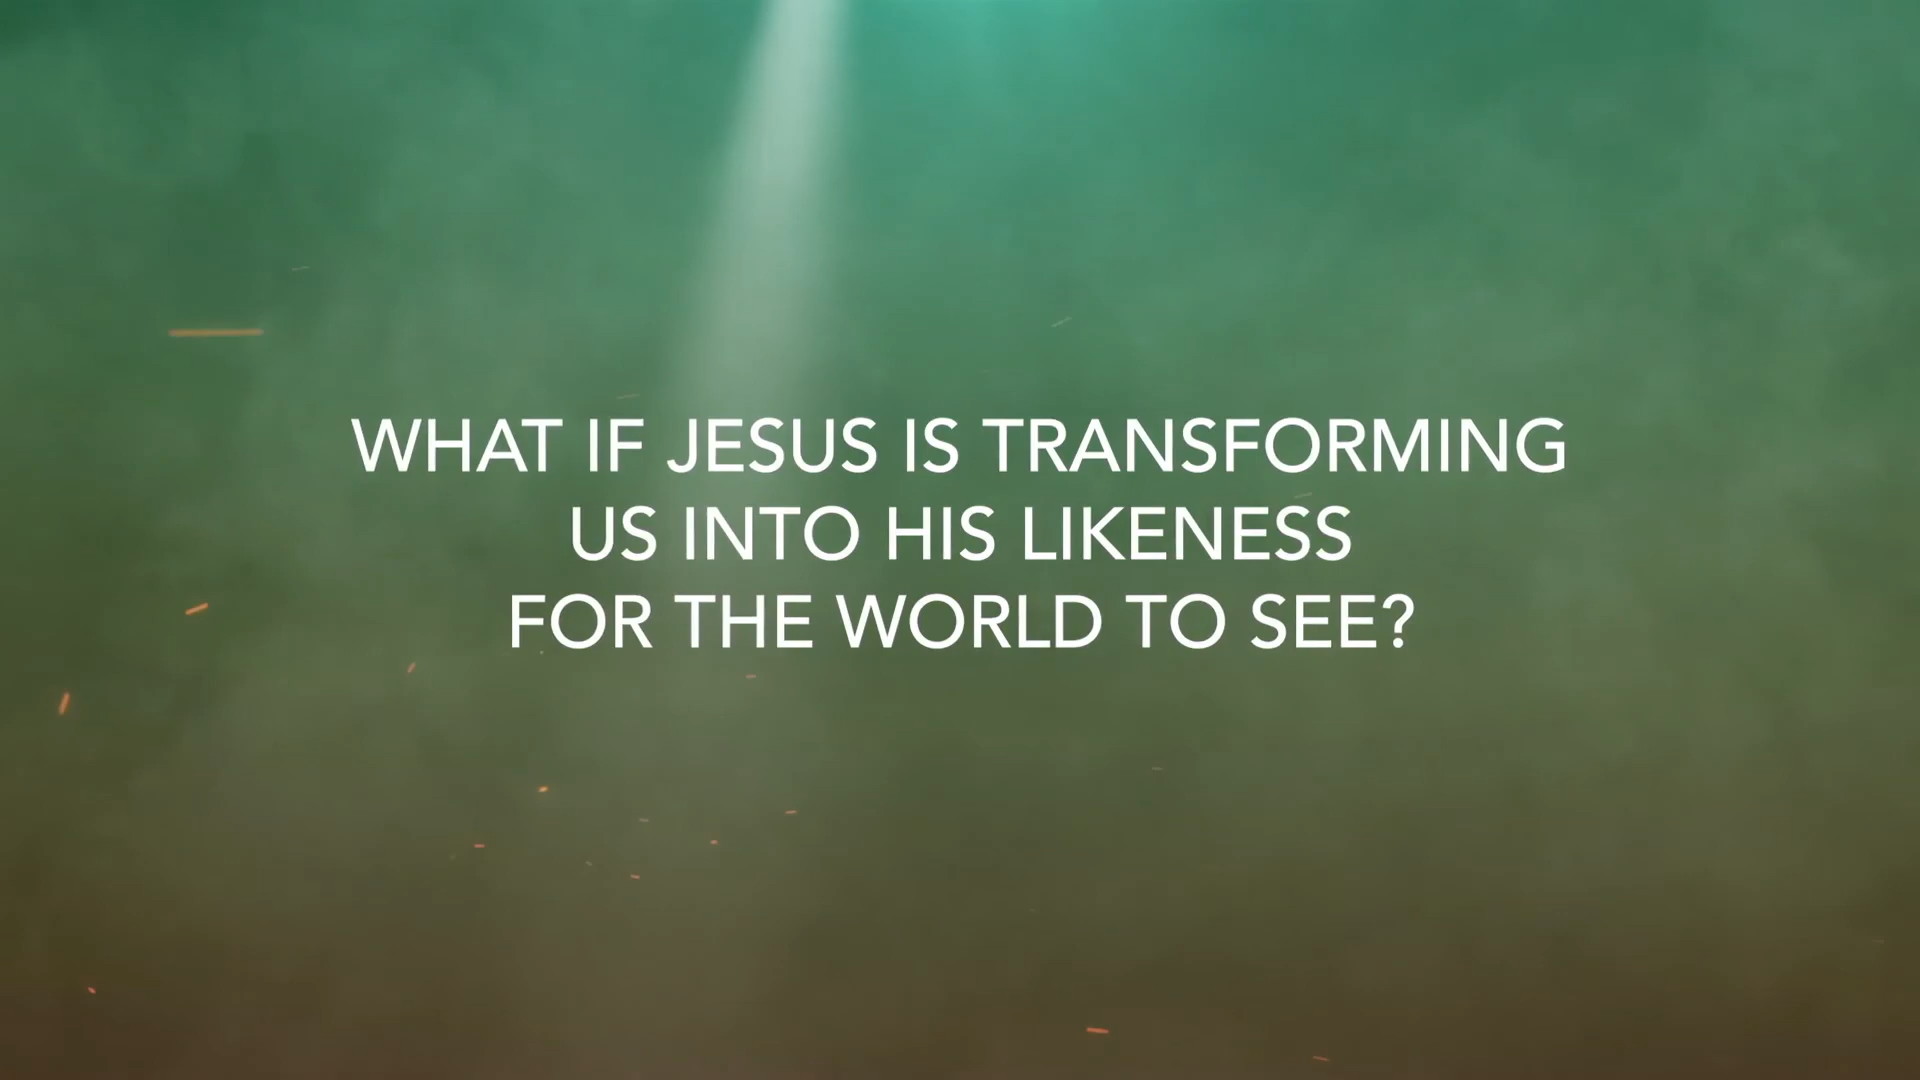 WHAT IF JESUS IS TRANSFORMING
US INTO HIS LIKENESS
FOR THE WORLD TO SEE?